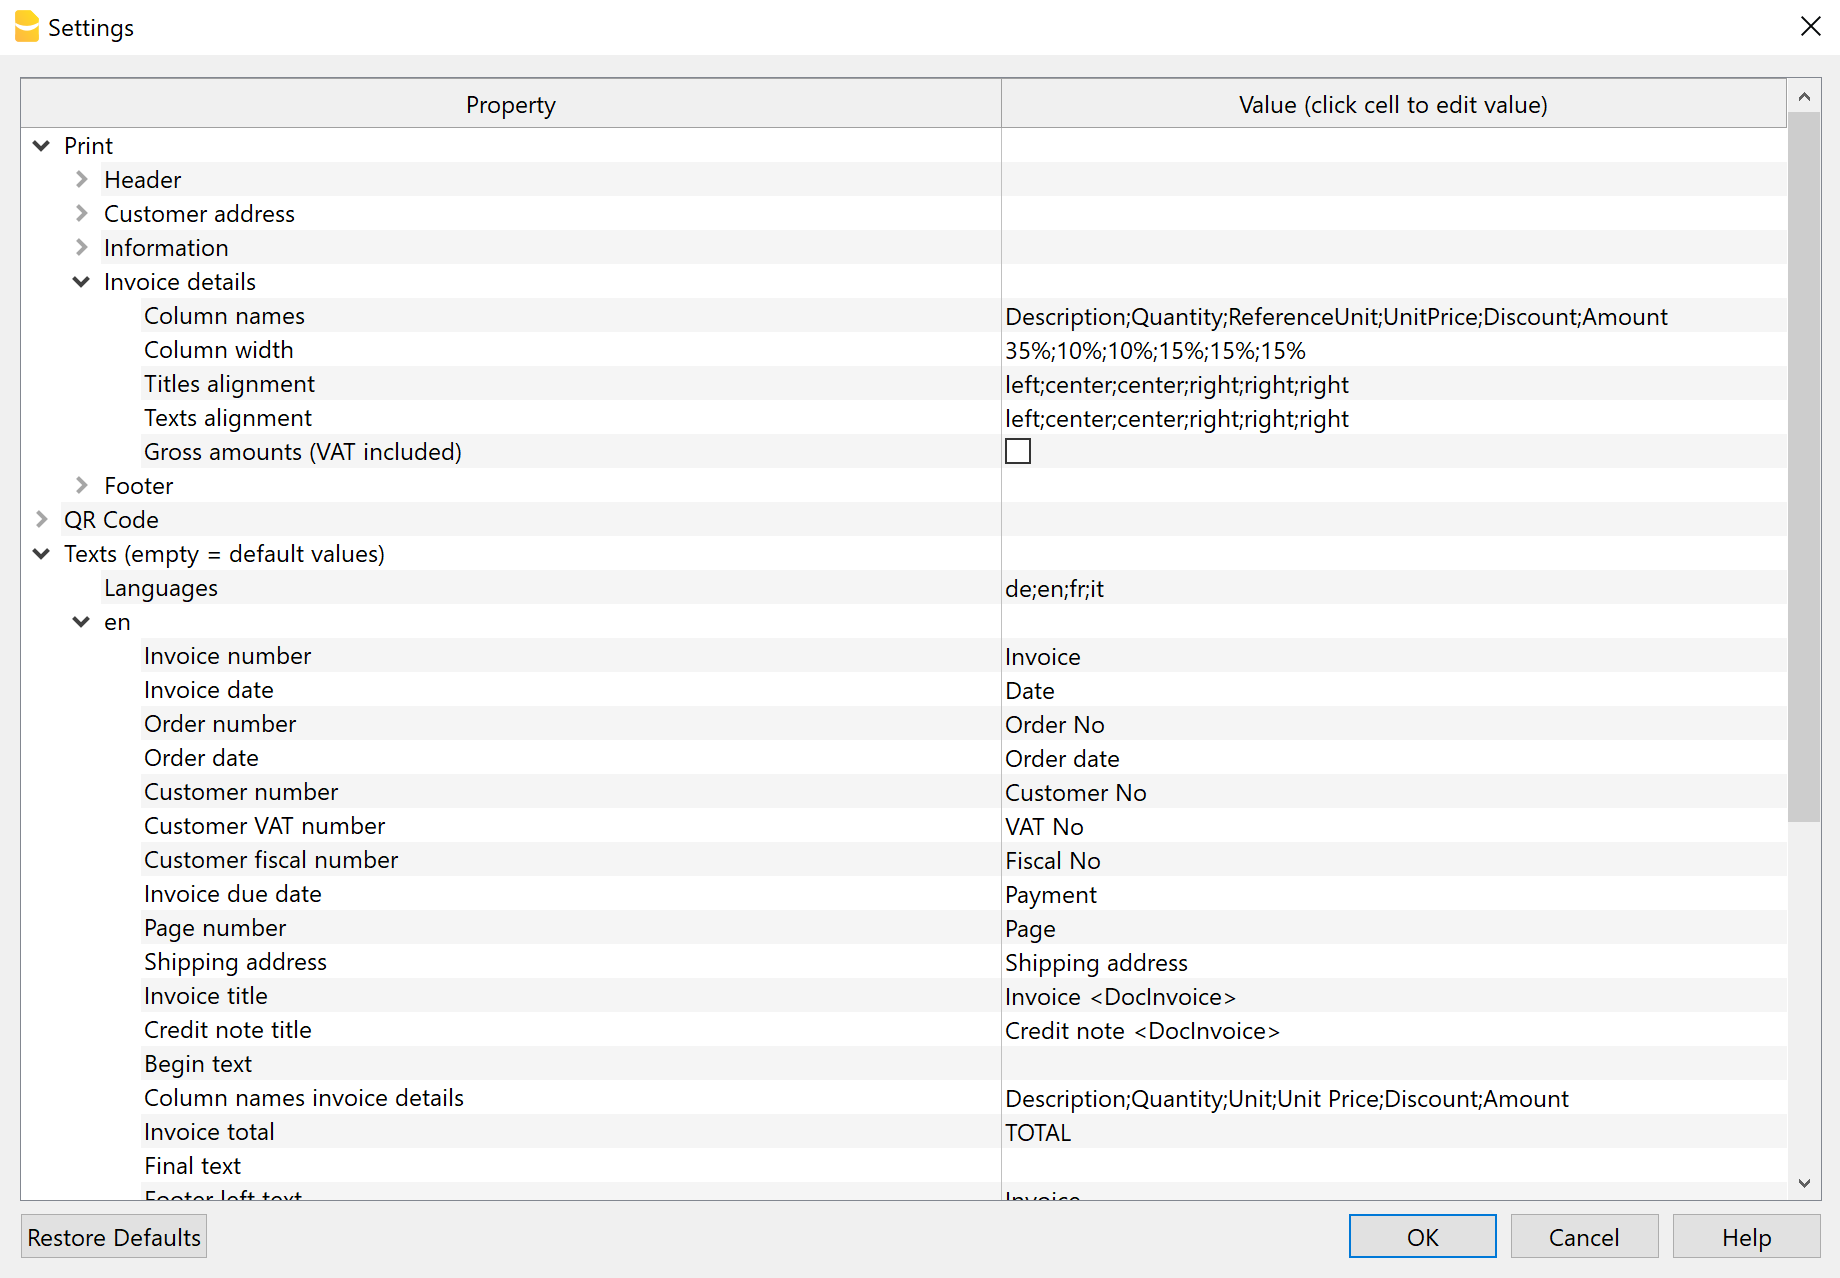 Settings
Property Value (click cell to edit value)
Print
Header
Customer address
Information
Invoice details
Column names Description;Quantity;ReferenceUnit;UnitPrice;Discount;Amount
Column width 35%;10%;10%;15%;15%;15%
Titles alignment left;center;center;right;right;right
Texts alignment left;center;center;right;right;right
Gross amounts (VAT included)
Footer
QR Code
Texts (empty = default values)
Languages de;en;fr;it
en
Invoice number Invoice
Invoice date Date
Order number Order No
Order date Order date
Customer number Customer No
Customer VAT number VAT No
Customer fiscal number Fiscal No
Invoice due date Payment
Page number Page
Shipping address Shipping address
Invoice title Invoice <DocInvoice>
Credit note title Credit note <DocInvoice>
Begin text
Column names invoice details Description;Quantity;Unit;Unit Price;Discount;Amount
Invoice total TOTAL
Final text
Footer left text Invoice
Restore Defaults OK Cancel Help